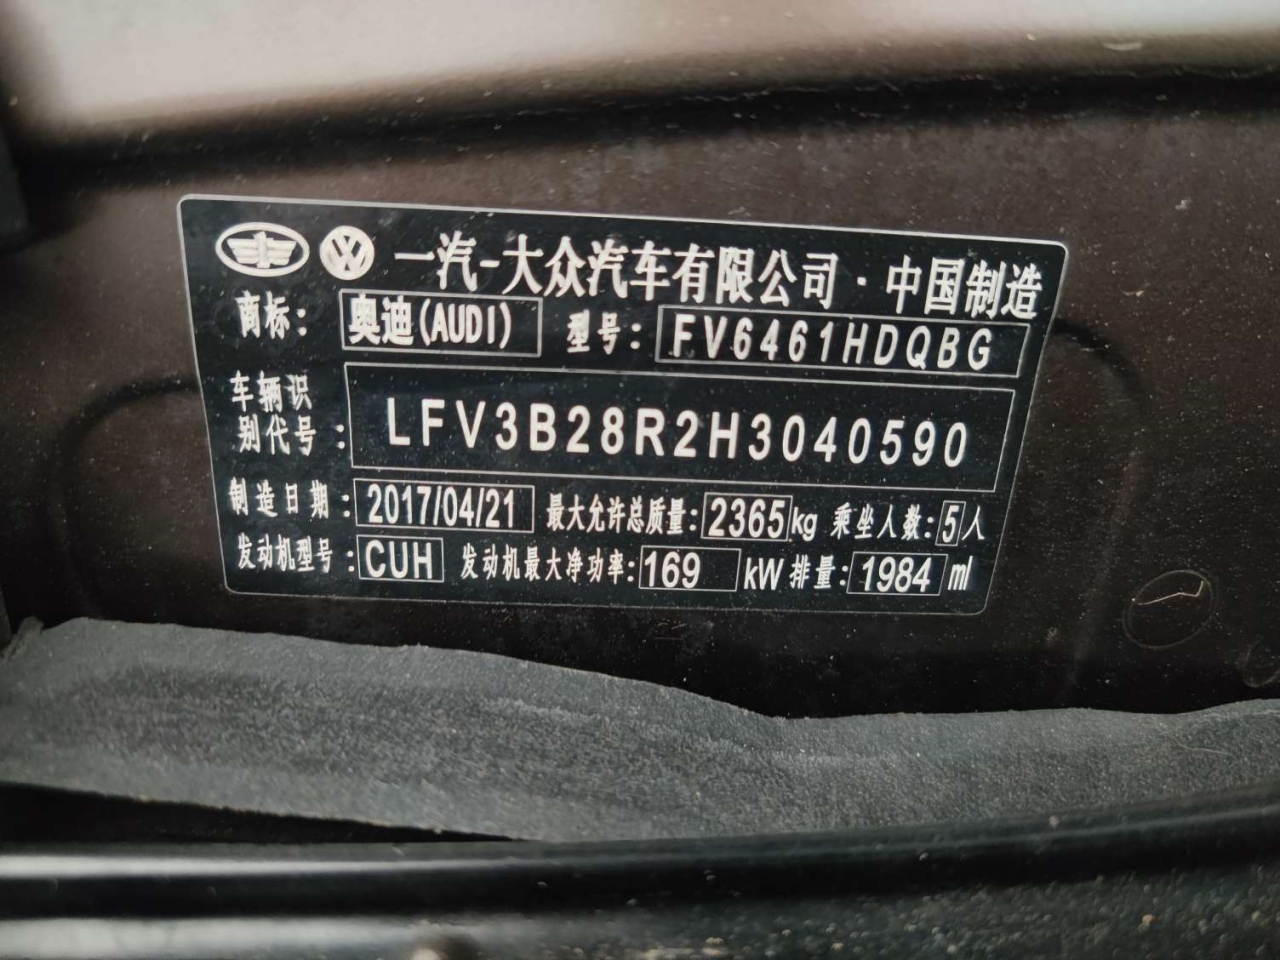 一汽-大众汽车有限公司·中国制造
商标: 奥迪(AUDI) 型号: FV6461HDQBG
车辆识
别代号: LFV3B28R2H3040590
制造日期: 2017/04/21 最大允许总质量: 2365kg 乘坐人数: 5人
发动机型号: CUH 发动机最大净功率: 169 kW 排量: 1984 ml